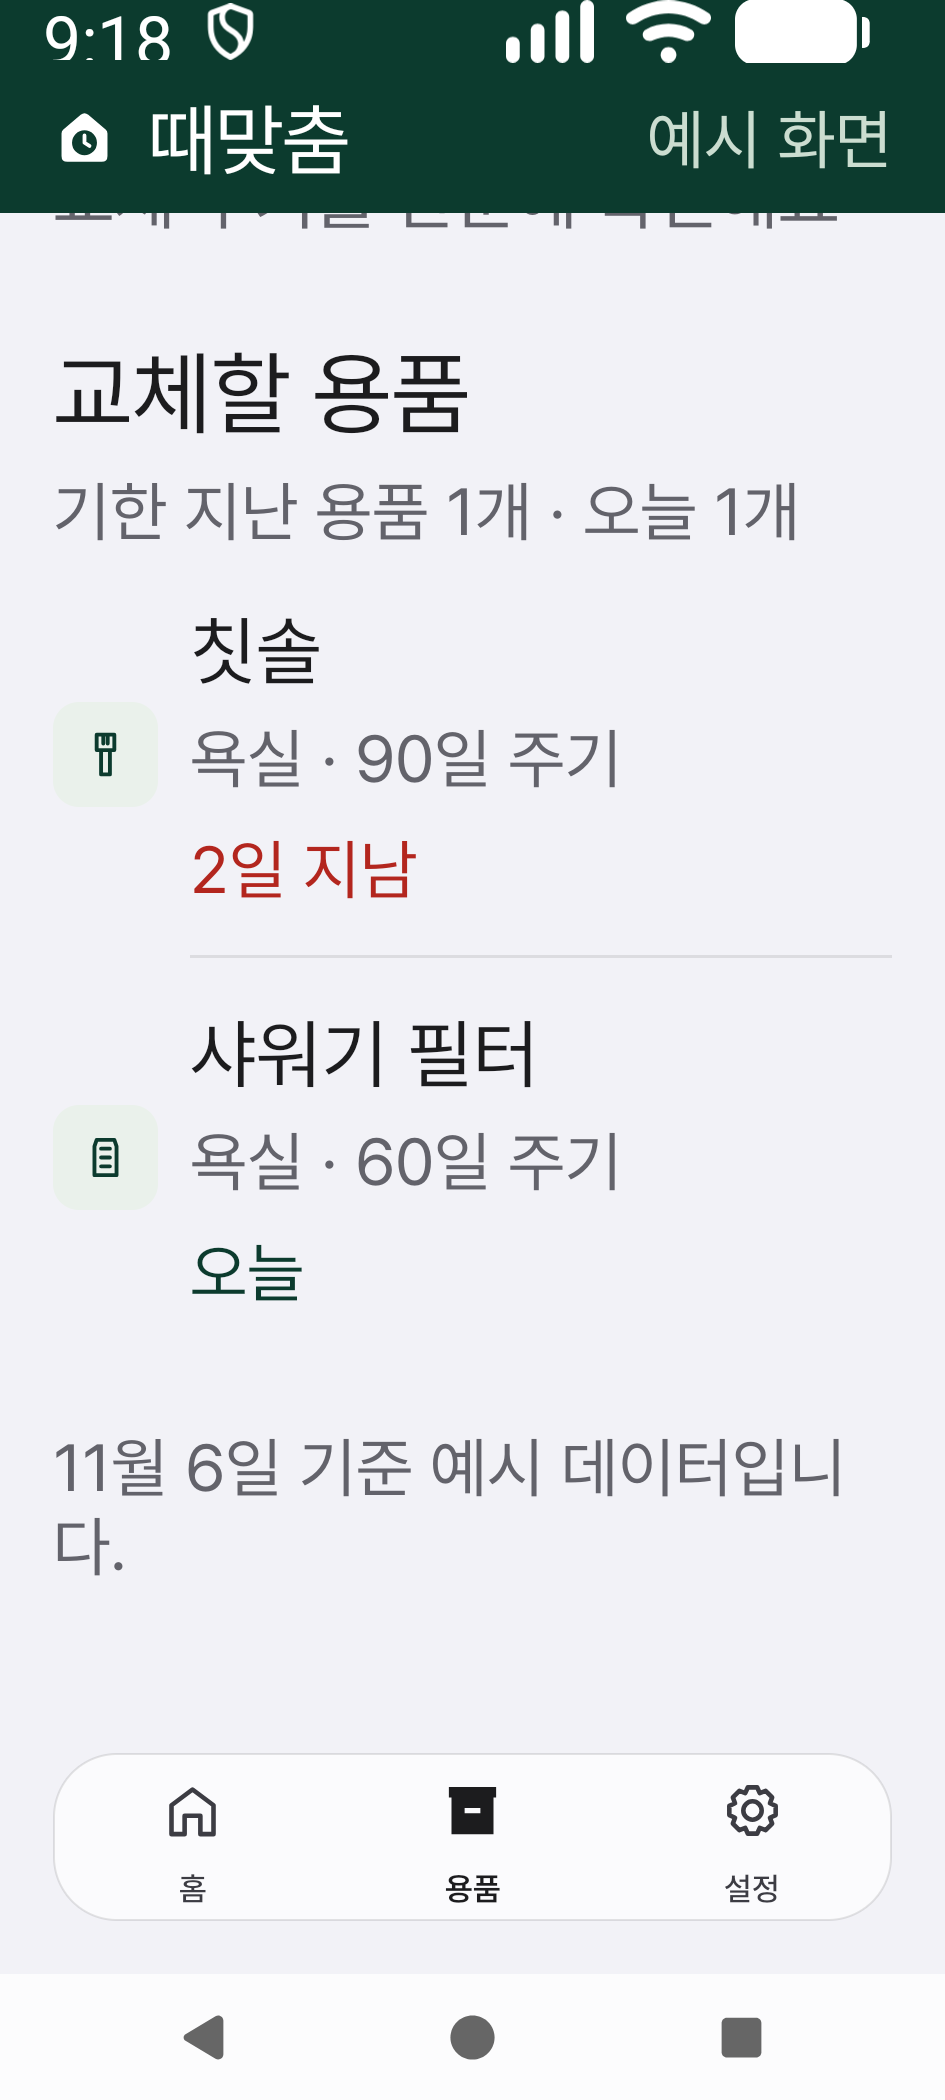 9:18
때맞춤
예시 화면
교체할 용품
기한 지난 용품 1개 · 오늘 1개
칫솔
욕실 · 90일 주기
2일 지남
샤워기 필터
욕실 · 60일 주기
오늘
11월 6일 기준 예시 데이터입니
다.
홈
용품
설정